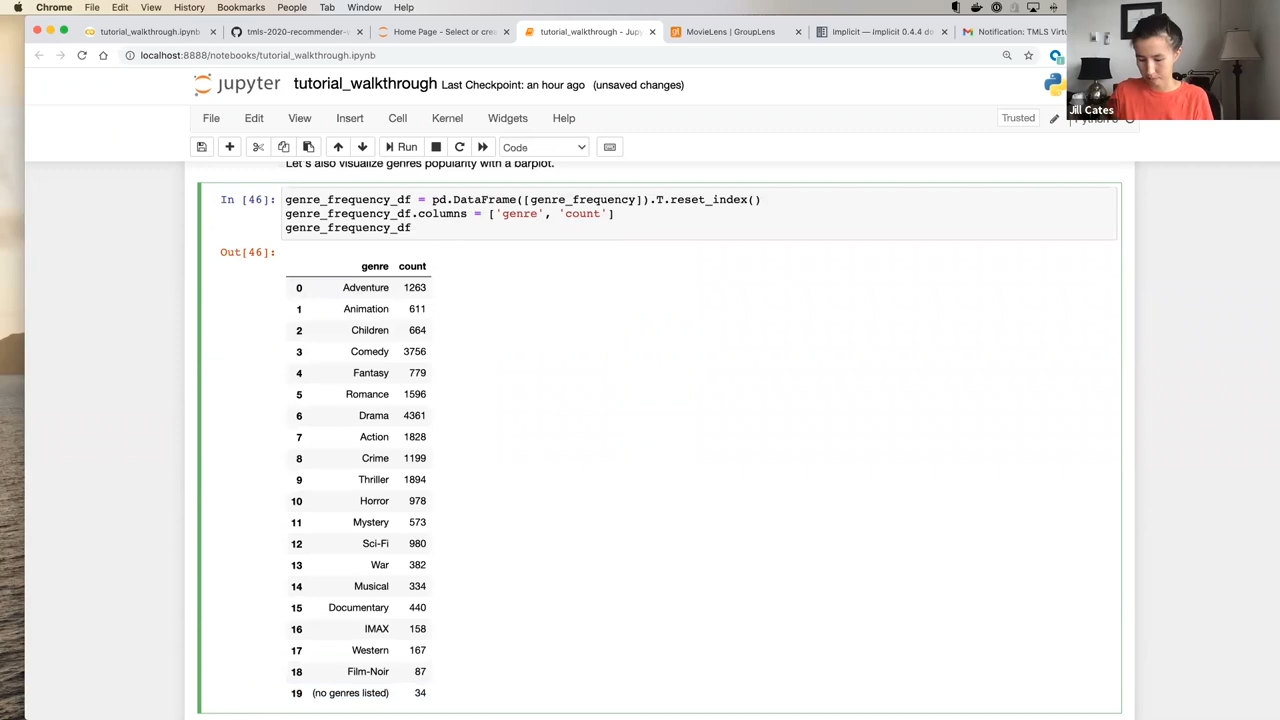 Chrome File Edit View History Bookmarks People Tab Window Help
tutorial_walkthrough.ipynb
tmls-2020-recommender-
Home Page - Select or cre
tutorial_walkthrough - Jupy
MovieLens | GroupLens
Implicit — implicit 0.4.4 do
Notification: TMLS Virtu
localhost:8888/notebooks/tutorial_walkthrough.ipynb
jupyter tutorial_walkthrough Last Checkpoint: an hour ago (unsaved changes)
Jill Cates
File Edit View Insert Cell Kernel Widgets Help
Trusted
Run Code
Let's also visualize genres popularity with a barplot.
In [46]: genre_frequency_df = pd.DataFrame([genre_frequency]).T.reset_index()
genre_frequency_df.columns = ['genre', 'count']
genre_frequency_df
Out[46]:
genre count
0 Adventure 1263
1 Animation 611
2 Children 664
3 Comedy 3756
4 Fantasy 779
5 Romance 1596
6 Drama 4361
7 Action 1828
8 Crime 1199
9 Thriller 1894
10 Horror 978
11 Mystery 573
12 Sci-Fi 980
13 War 382
14 Musical 334
15 Documentary 440
16 IMAX 158
17 Western 167
18 Film-Noir 87
19 (no genres listed) 34